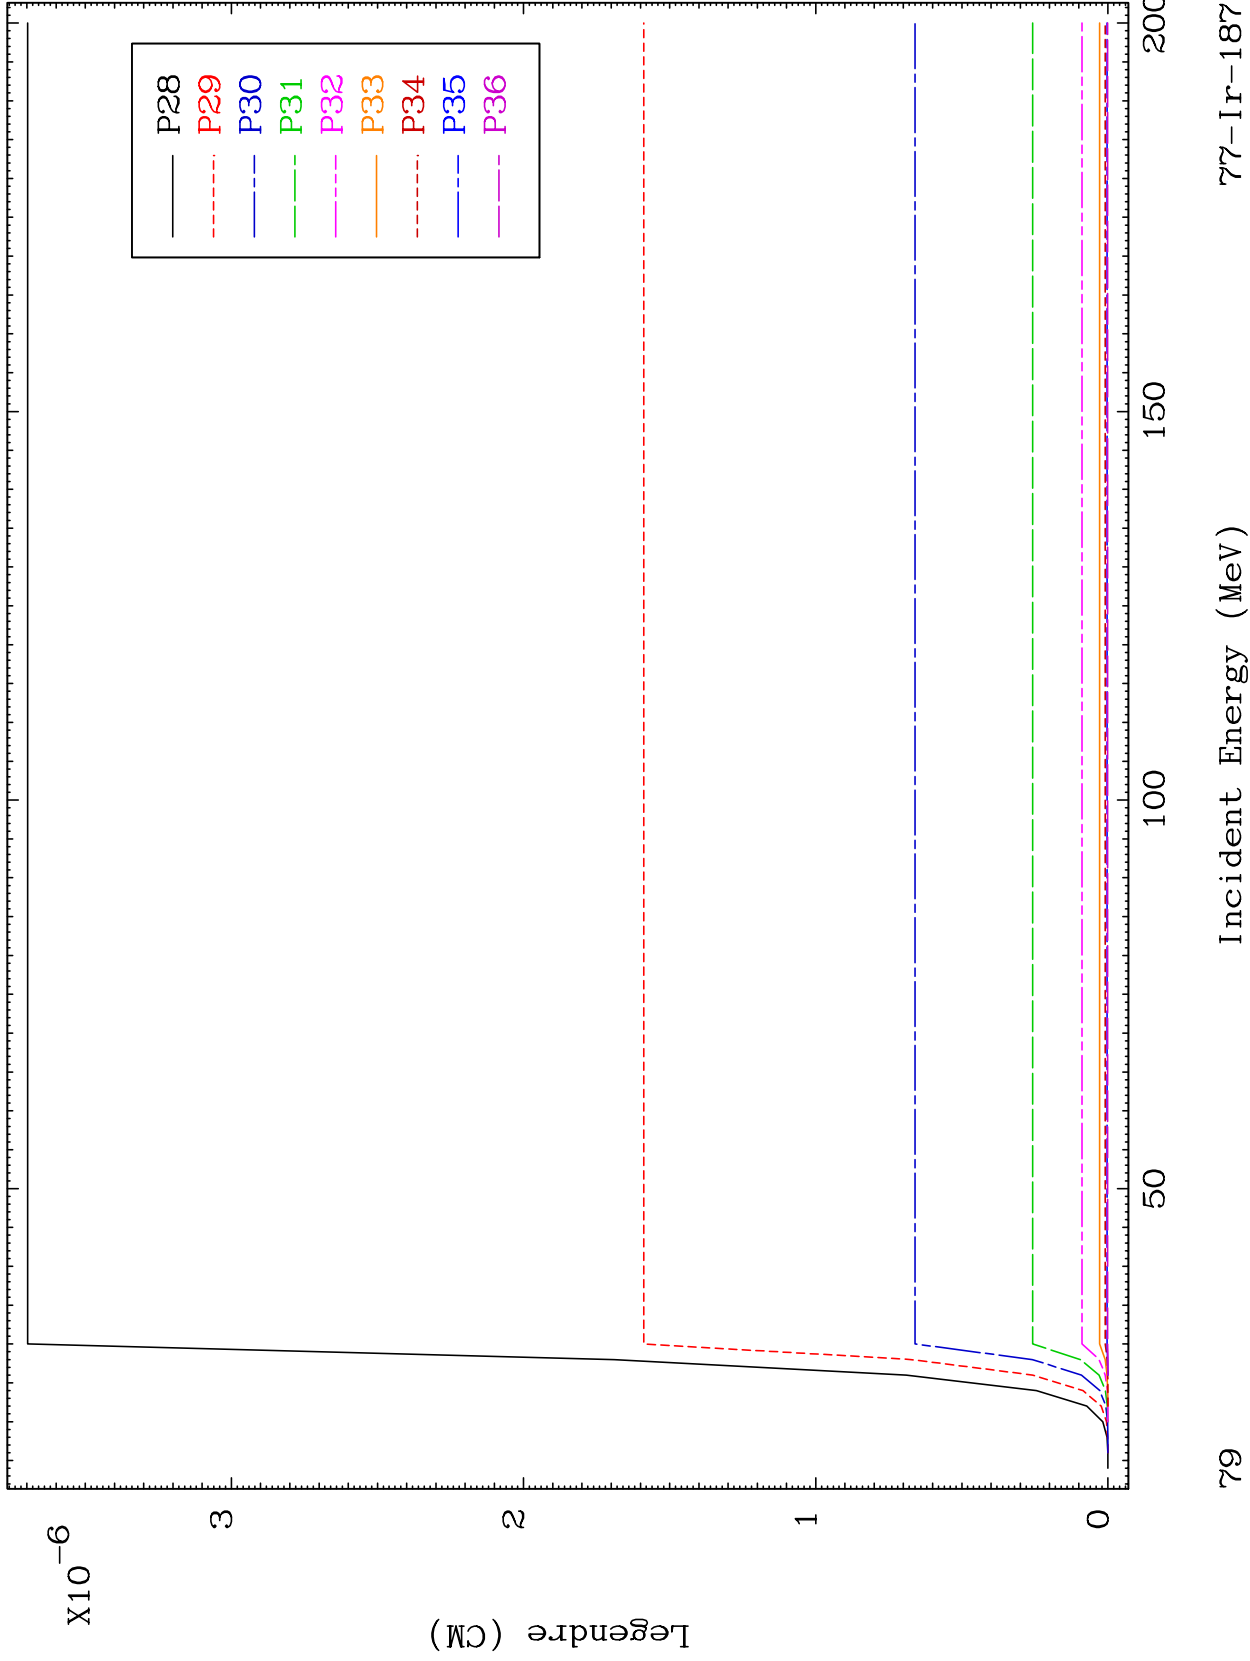 X10-6
3
2
1
0
Legendre (CM)
P28
P29
P30
P31
P32
P33
P34
P35
P36
50
100
150
200
Incident Energy (MeV)
79
77-Ir-187